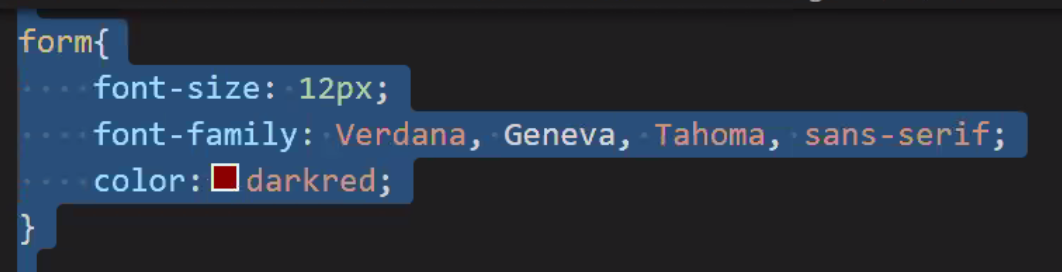 form{
    font-size: 12px;
    font-family: Verdana, Geneva, Tahoma, sans-serif;
    color: darkred;
}